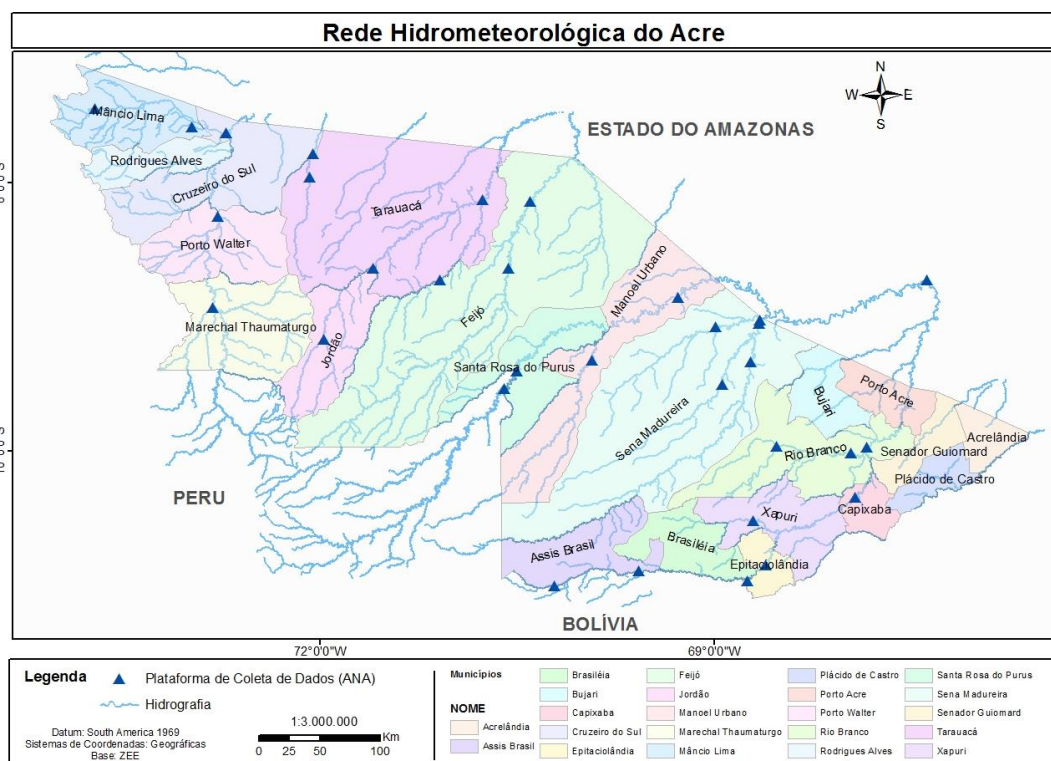 Rede Hidrometeorológica do Acre
N
W E
S
ESTADO DO AMAZONAS
Mâncio Lima
Rodrigues Alves
Cruzeiro do Sul
Tarauacá
Porto Walter
Manoel Urbano
Marechal Thaumaturgo
Feijó
Jordão
Santa Rosa do Purus
Porto Acre
Bujari
Sena Madureira
Acrelândia
Rio Branco
Senador Guiomard
Plácido de Castro
PERU
Capixaba
Xapuri
Brasiléia
Assis Brasil
Epitaciolândia
BOLÍVIA
72°0'0"W 69°0'0"W
Legenda
Plataforma de Coleta de Dados (ANA)
Hidrografia
Datum: South America 1969
Sistemas de Coordenadas: Geográficas
Base: ZEE
1:3.000.000
Km
0 25 50 100
Municípios
NOME
Acrelândia
Assis Brasil
Brasiléia
Bujari
Capixaba
Cruzeiro do Sul
Epitaciolândia
Feijó
Jordão
Manoel Urbano
Marechal Thaumaturgo
Mâncio Lima
Plácido de Castro
Porto Acre
Porto Walter
Rio Branco
Rodrigues Alves
Santa Rosa do Purus
Sena Madureira
Senador Guiomard
Tarauacá
Xapuri